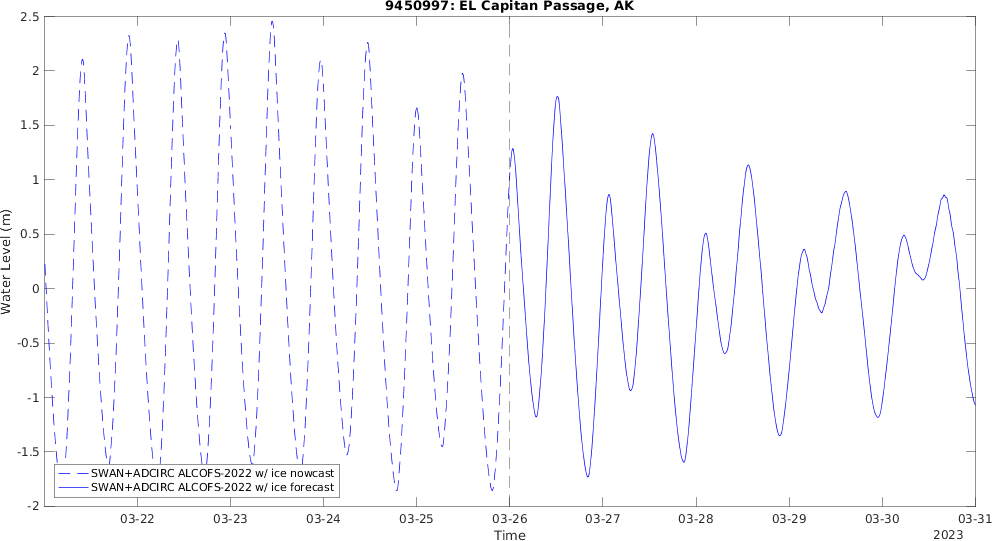 9450997: EL Capitan Passage, AK
2.5
2
1.5
1
0.5
0
-0.5
-1
-1.5
-2
Water Level (m)
SWAN+ADCIRC ALCOFS-2022 w/ ice nowcast
SWAN+ADCIRC ALCOFS-2022 w/ ice forecast
03-22 03-23 03-24 03-25 03-26 03-27 03-28 03-29 03-30 03-31
Time
2023